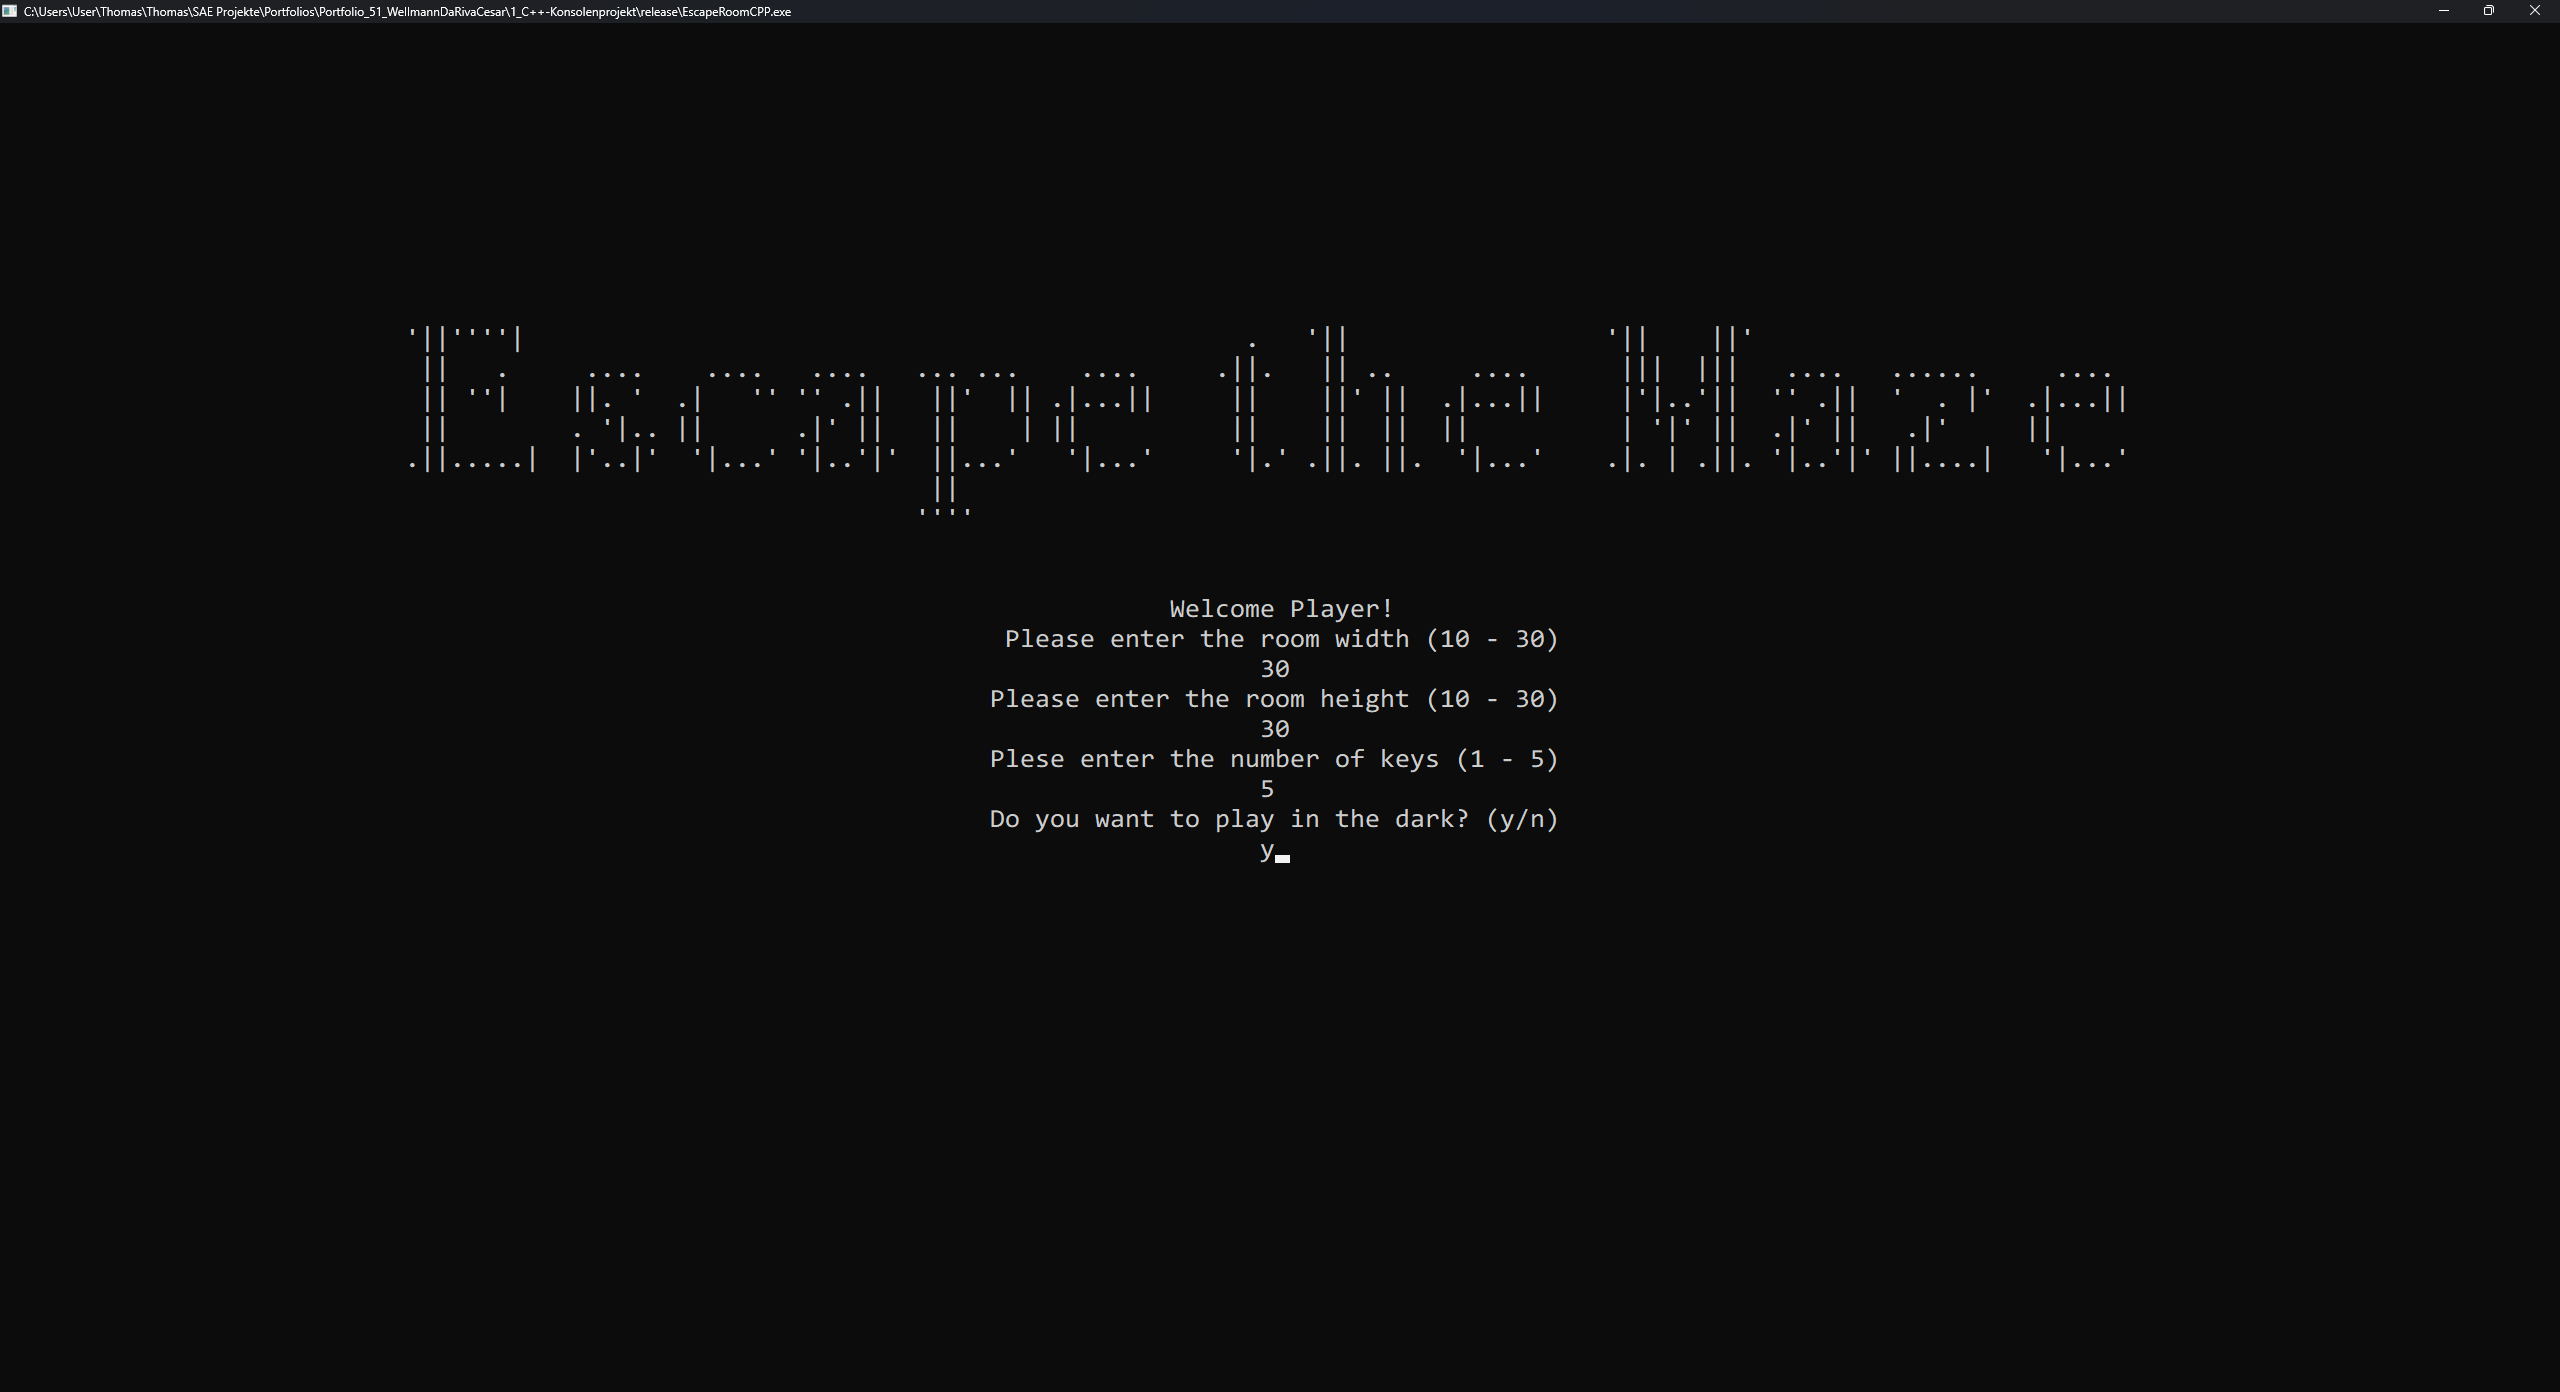 C:\Users\User\Thomas\Thomas\SAE Projekte\Portfolios\Portfolio_51_WellmannDaRivaCesar\1_C++-Konsolenprojekt\release\EscapeRoomCPP.exe
Escape the Maze
Welcome Player!
Please enter the room width (10 - 30)
30
Please enter the room height (10 - 30)
30
Plese enter the number of keys (1 - 5)
5
Do you want to play in the dark? (y/n)
y_